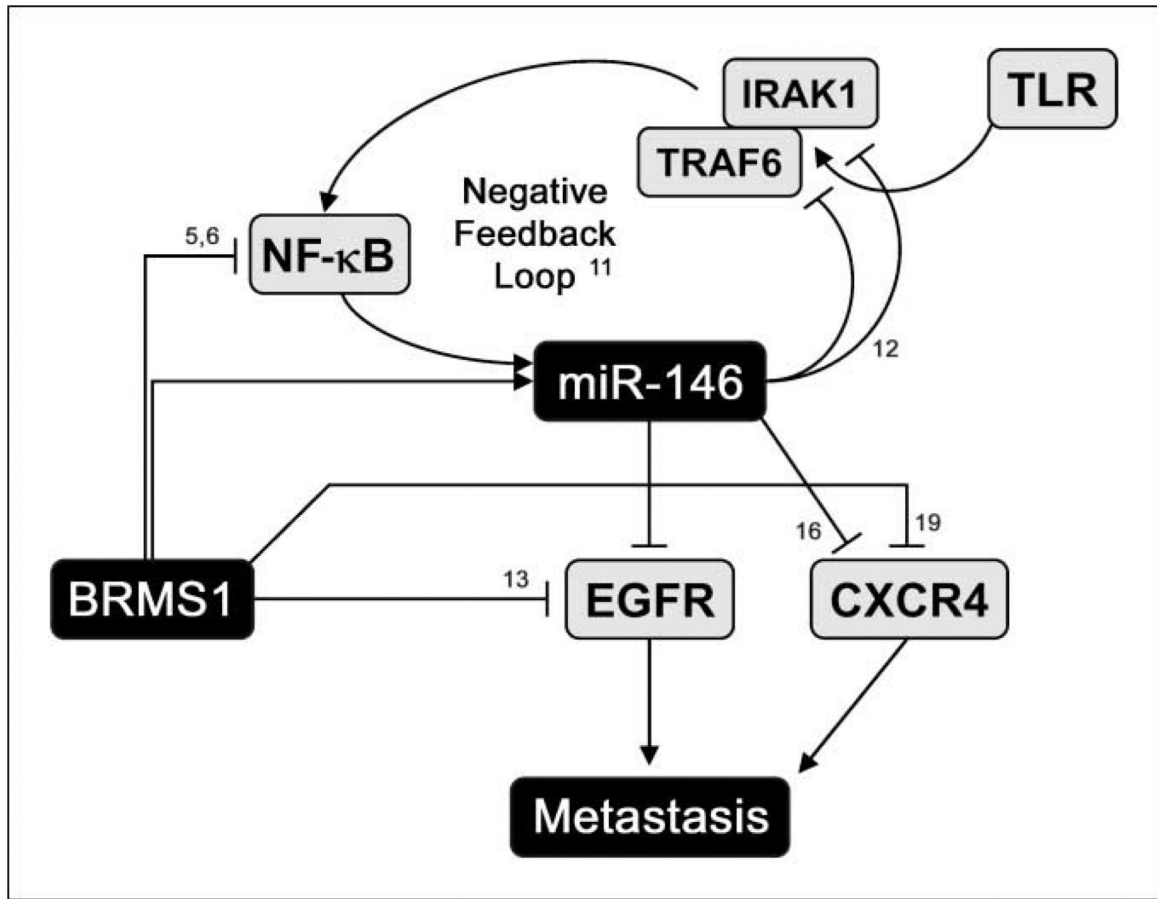 IRAK1
TLR
TRAF6
Negative
Feedback
Loop 11
5,6
NF-κB
12
miR-146
16
19
13
BRMS1
EGFR
CXCR4
Metastasis